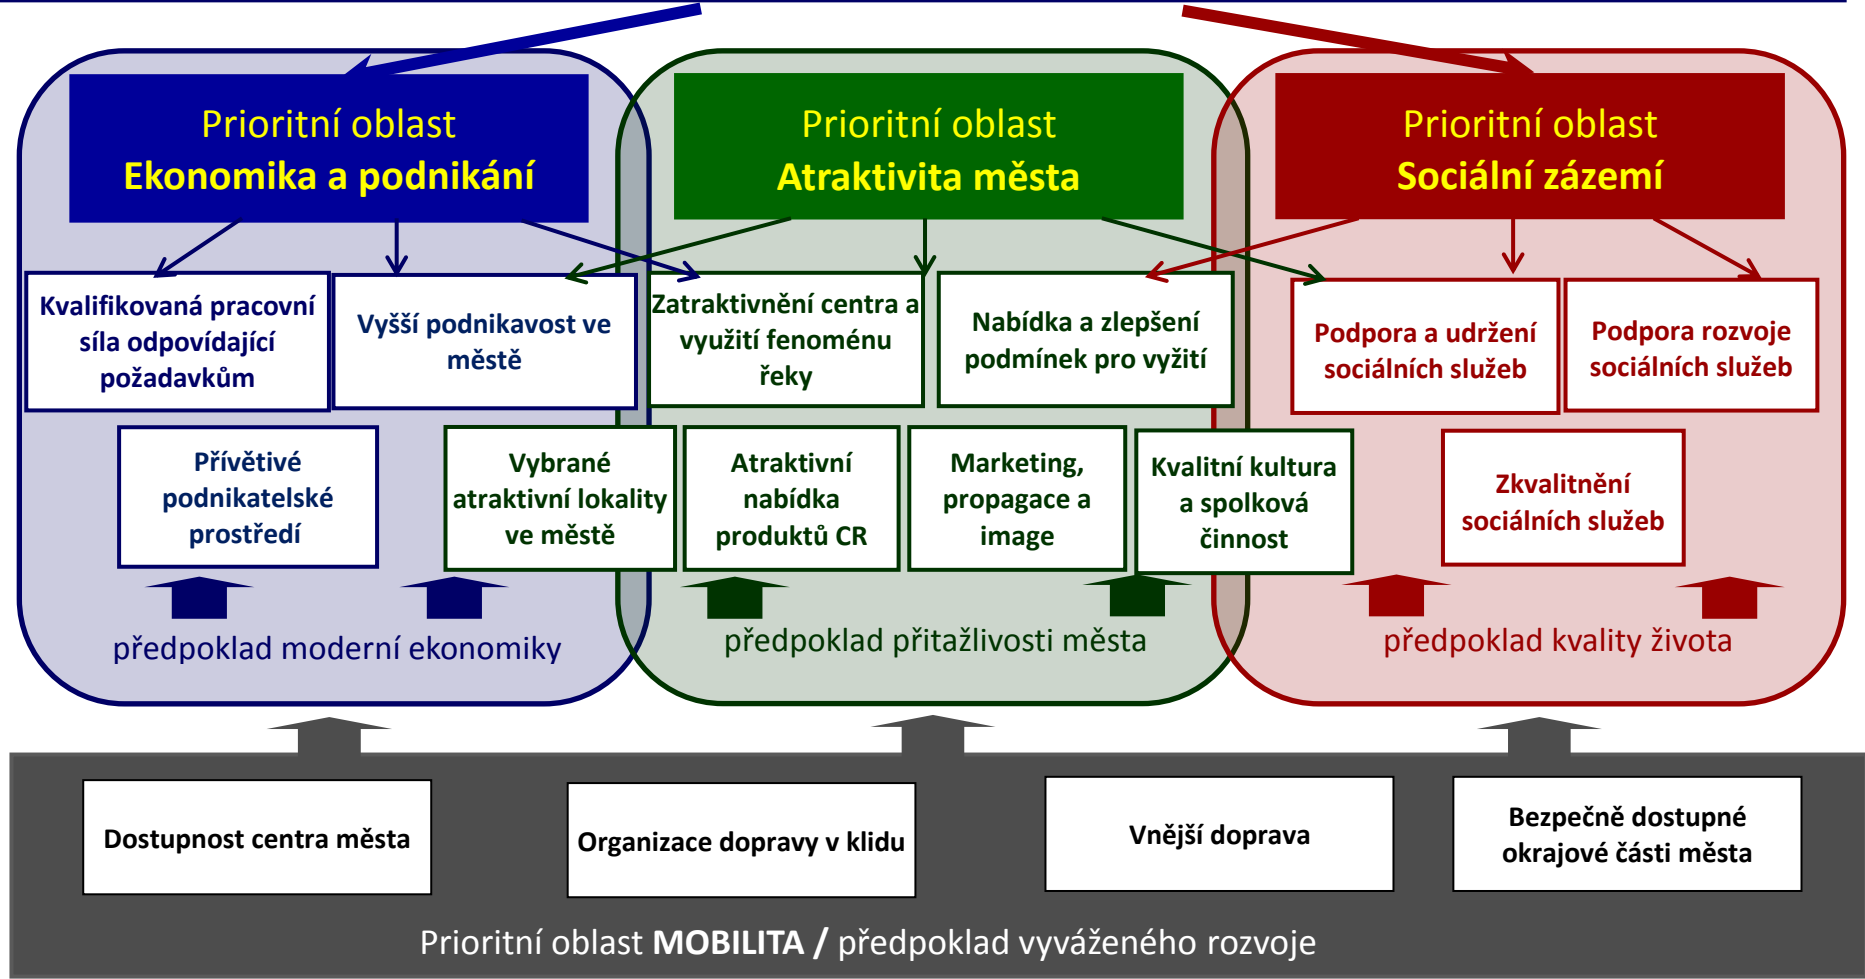 Prioritní oblast
Ekonomika a podnikání
Prioritní oblast
Atraktivita města
Prioritní oblast
Sociální zázemí
Kvalifikovaná pracovní
síla odpovídající
požadavkům
Vyšší podnikavost ve
městě
Zatraktivnění centra a
využití fenoménu
řeky
Nabídka a zlepšení
podmínek pro vyžití
Podpora a udržení
sociálních služeb
Podpora rozvoje
sociálních služeb
Přívětivé
podnikatelské
prostředí
Vybrané
atraktivní lokality
ve městě
Atraktivní
nabídka
produktů CR
Marketing,
propagace a
image
Kvalitní kultura
a spolková
činnost
Zkvalitnění
sociálních služeb
předpoklad moderní ekonomiky
předpoklad přitažlivosti města
předpoklad kvality života
Dostupnost centra města
Organizace dopravy v klidu
Vnější doprava
Bezpečně dostupné
okrajové části města
Prioritní oblast MOBILITA / předpoklad vyváženého rozvoje